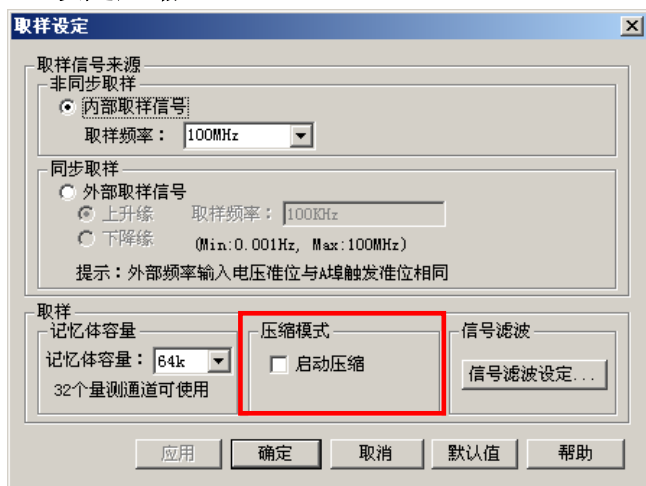 取样设定
取样信号来源
非同步取样
内部取样信号
取样频率： 100MHz
同步取样
外部取样信号
上升缘 取样频率： 100KHz
下降缘 (Min:0.001Hz, Max:100MHz)
提示：外部频率输入电压准位与A埠触发准位相同
取样
记忆体容量 压缩模式 信号滤波
记忆体容量： 64k 启动压缩 信号滤波设定...
32个量测通道可使用
应用 确定 取消 默认值 帮助